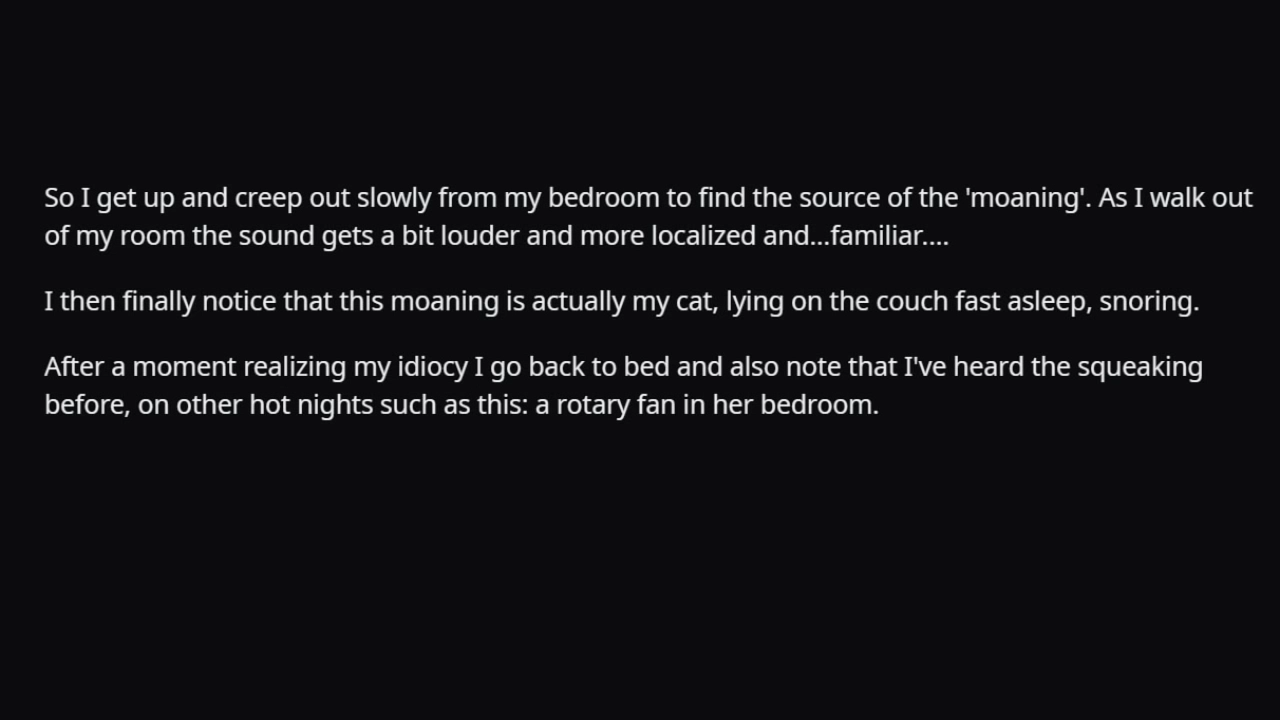 So I get up and creep out slowly from my bedroom to find the source of the 'moaning'. As I walk out
of my room the sound gets a bit louder and more localized and...familiar....
I then finally notice that this moaning is actually my cat, lying on the couch fast asleep, snoring.
After a moment realizing my idiocy I go back to bed and also note that I've heard the squeaking
before, on other hot nights such as this: a rotary fan in her bedroom.